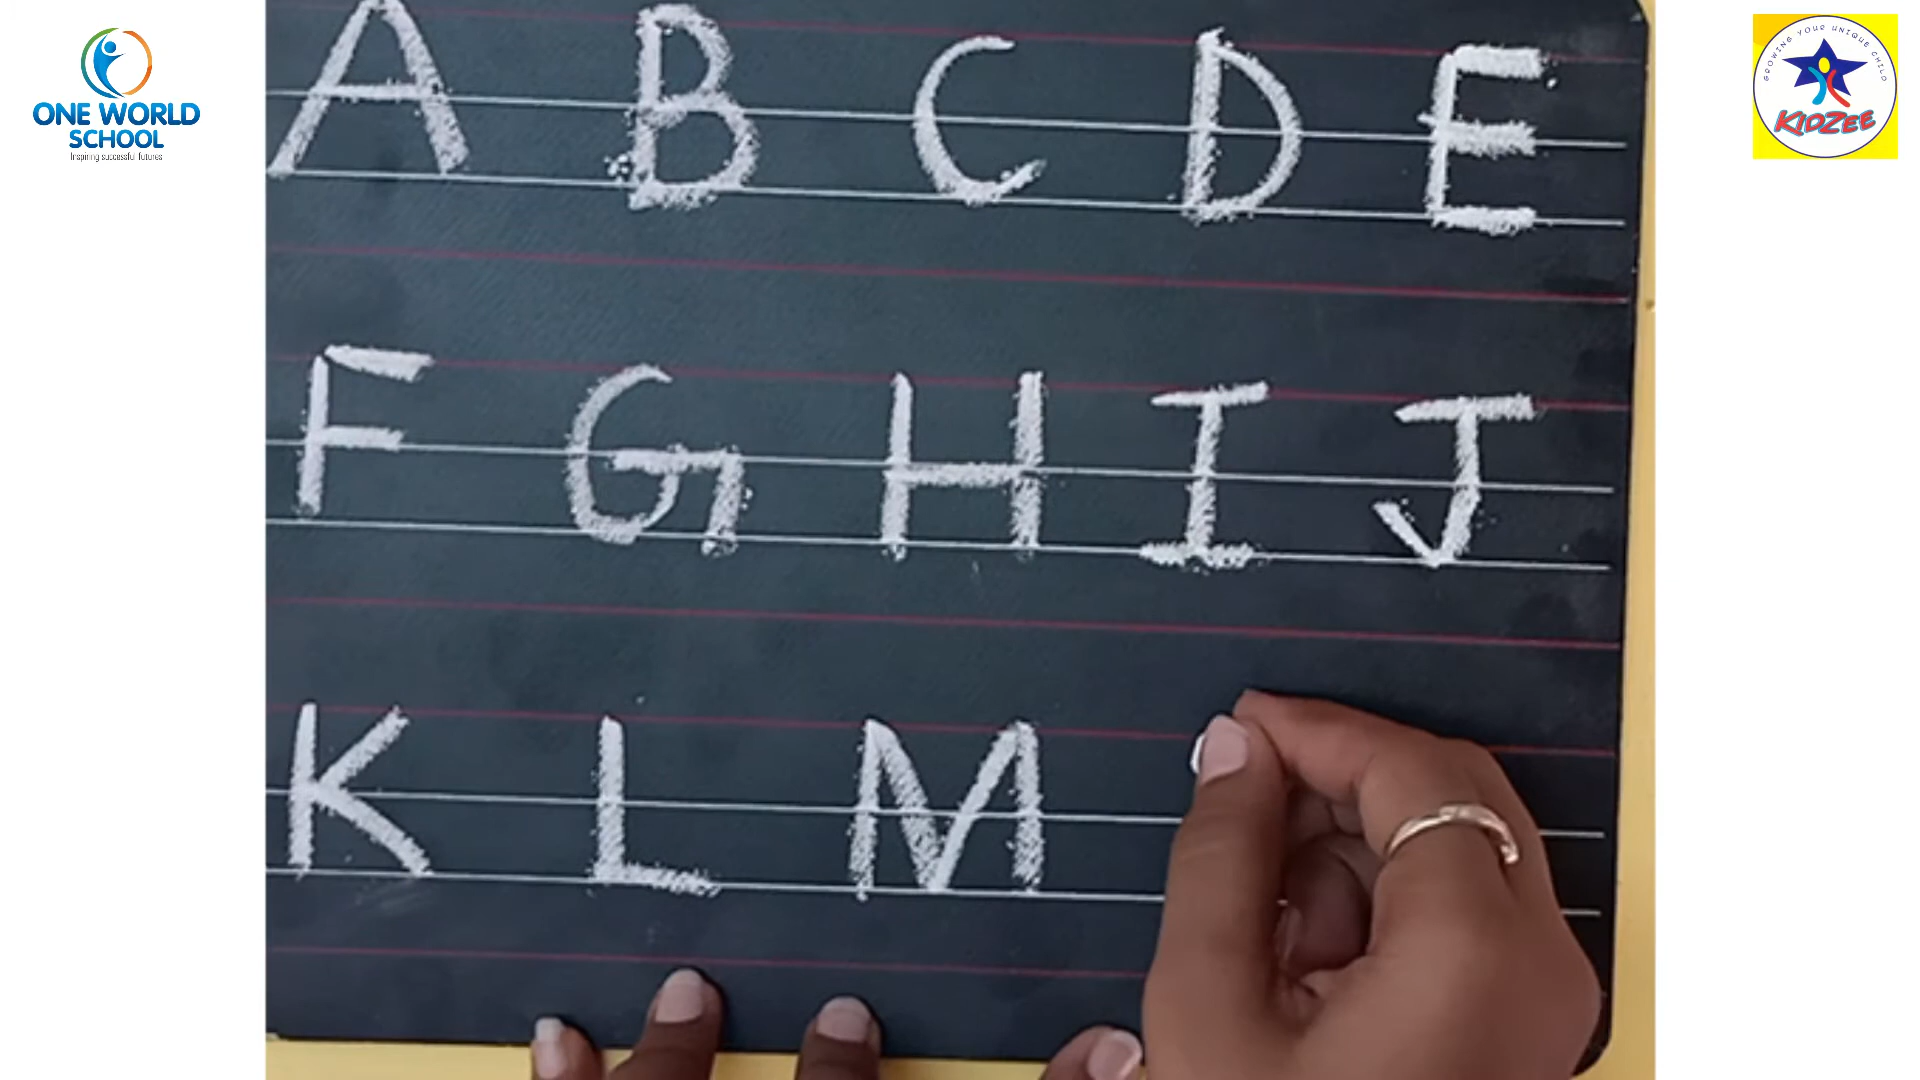 ONE WORLD
SCHOOL
Inspiring successful futures
GROWING YOUR UNIQUE CHILD
KIDZEE
A B C D E
F G H I J
K L M